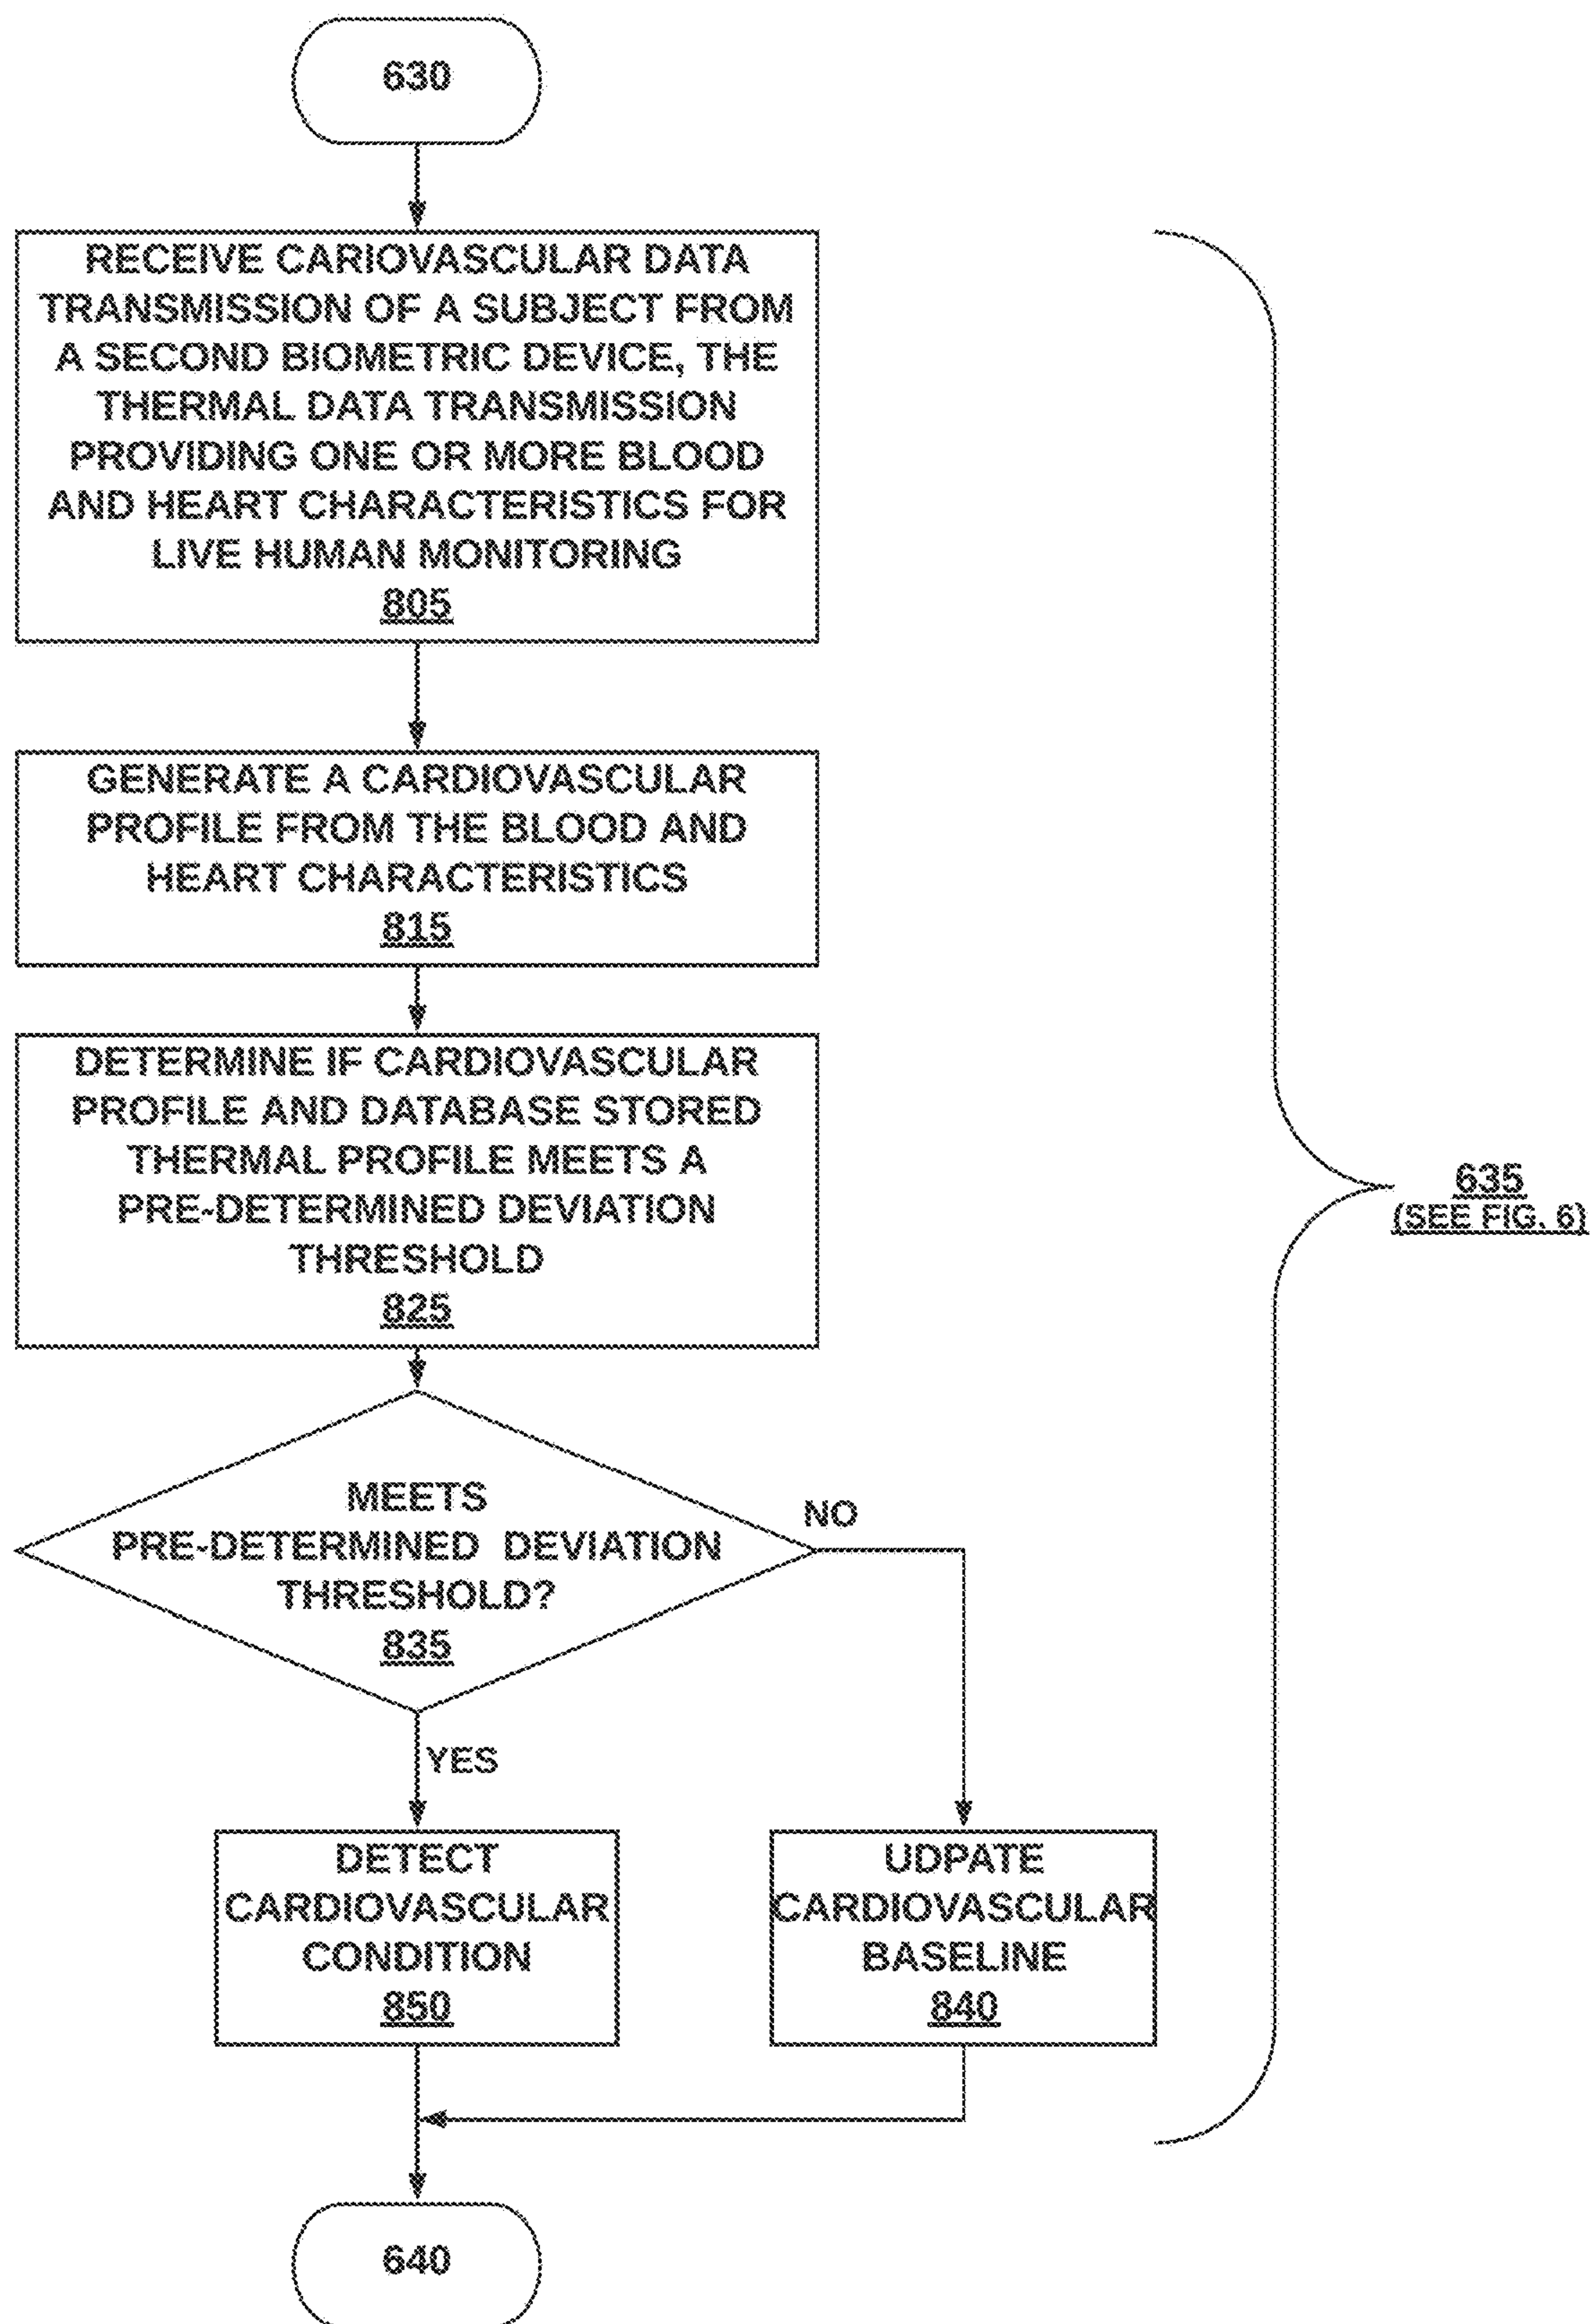 630
RECEIVE CARIOVASCULAR DATA
TRANSMISSION OF A SUBJECT FROM
A SECOND BIOMETRIC DEVICE, THE
THERMAL DATA TRANSMISSION
PROVIDING ONE OR MORE BLOOD
AND HEART CHARACTERISTICS FOR
LIVE HUMAN MONITORING
805
GENERATE A CARDIOVASCULAR
PROFILE FROM THE BLOOD AND
HEART CHARACTERISTICS
815
DETERMINE IF CARDIOVASCULAR
PROFILE AND DATABASE STORED
THERMAL PROFILE MEETS A
PRE-DETERMINED DEVIATION
THRESHOLD
825
635
(SEE FIG. 6)
MEETS
PRE-DETERMINED DEVIATION
THRESHOLD?
835
NO
YES
DETECT
CARDIOVASCULAR
CONDITION
850
UDPATE
CARDIOVASCULAR
BASELINE
840
640